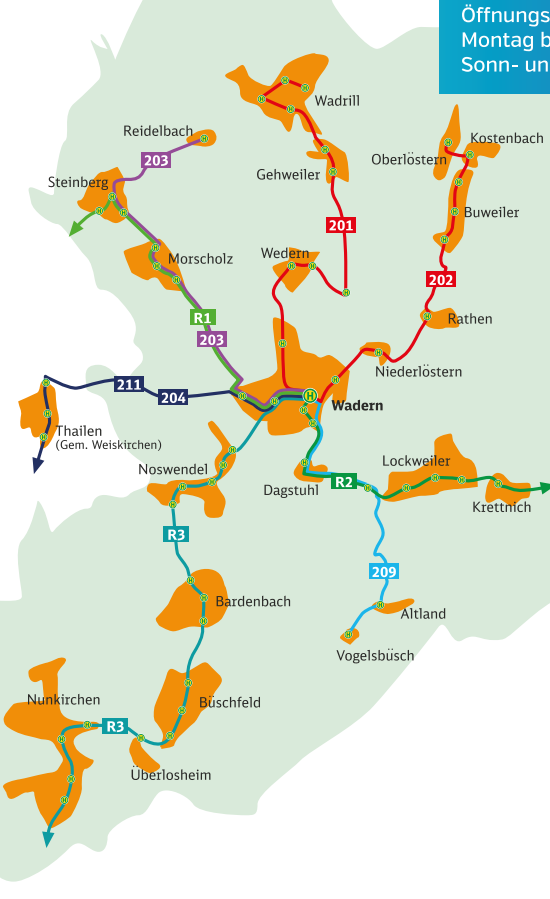 Öffnungs
Montag b
Sonn- un
Wadrill
Reidelbach
Kostenbach
203
Oberlöstern
Gehweiler
Steinberg
Buweiler
201
Wedern
Morscholz
202
R1
Rathen
203
Niederlöstern
211
204
Wadern
Thailen
(Gem. Weiskirchen)
Noswendel
Lockweiler
R2
Dagstuhl
Krettnich
R3
209
Bardenbach
Altland
Vogelsbüsch
Nunkirchen
Büschfeld
R3
Überlosheim